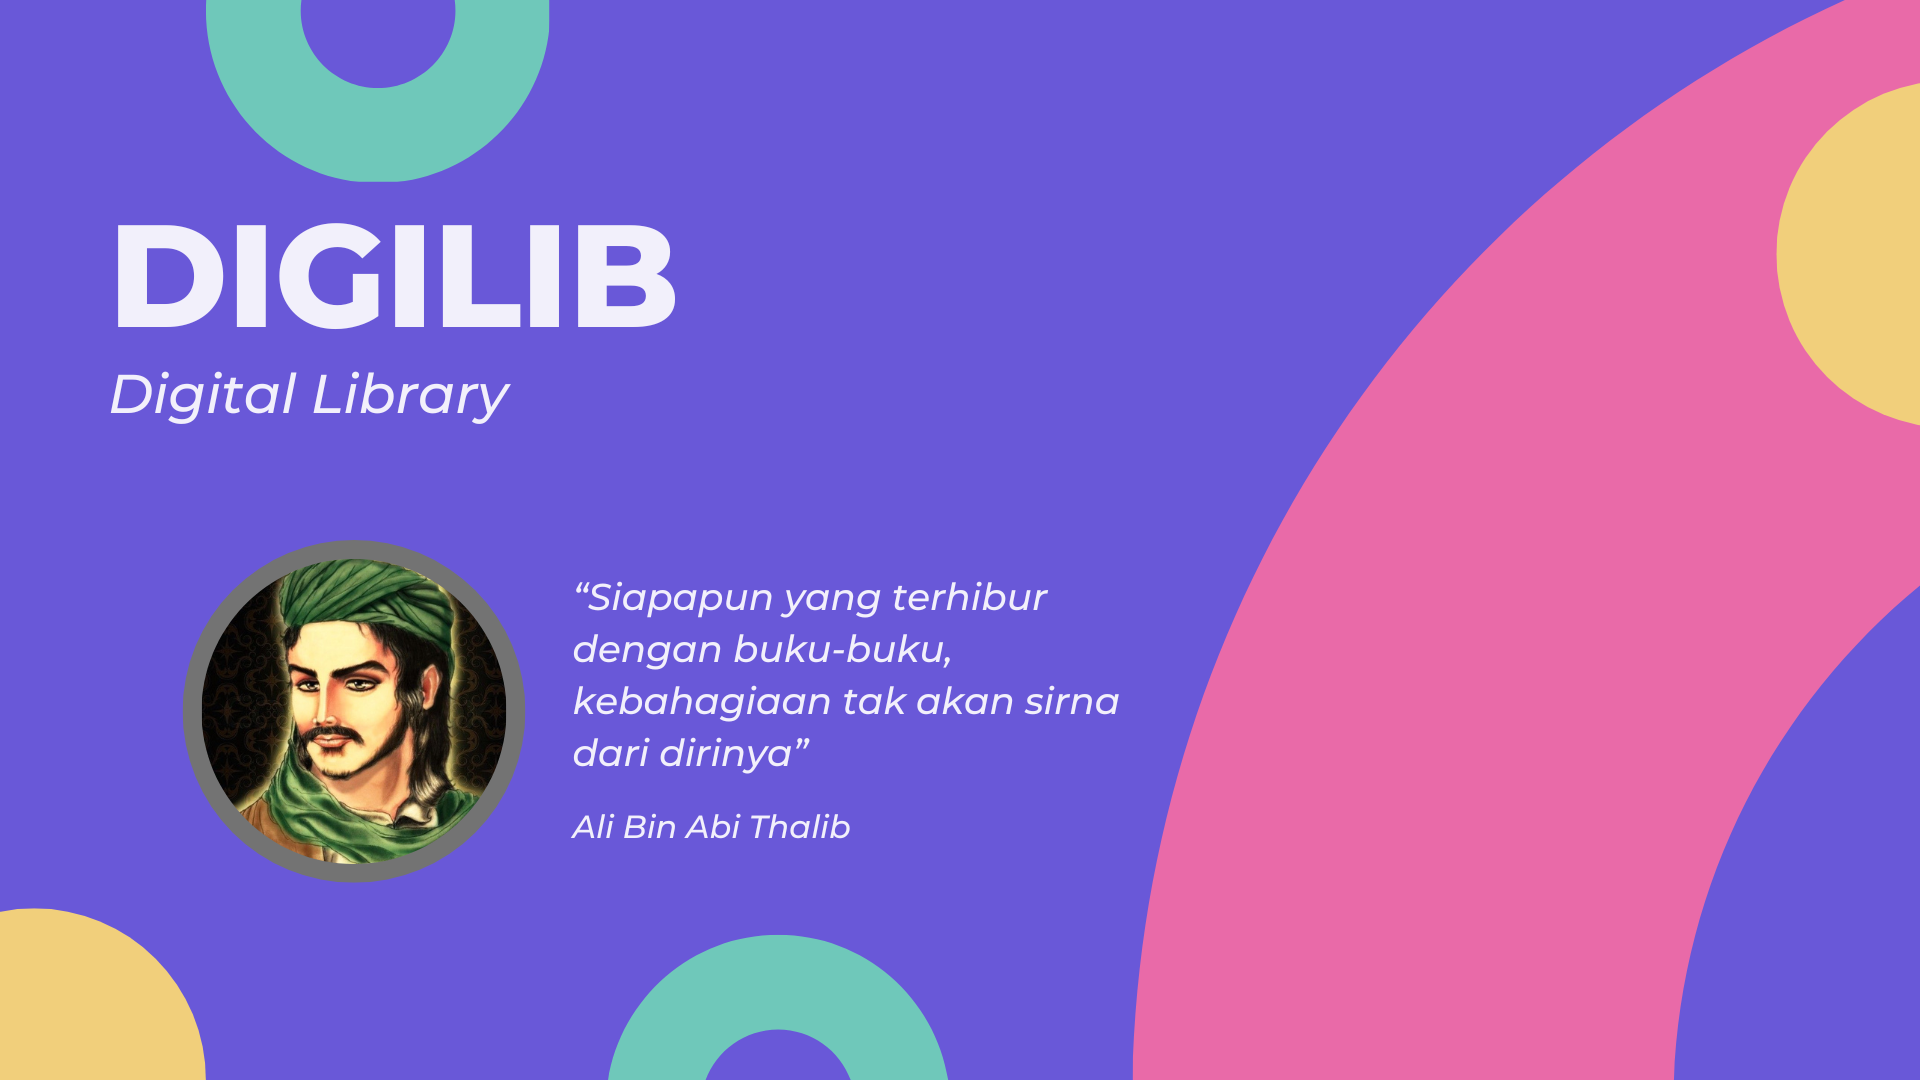 DIGILIB
Digital Library
“Siapapun yang terhibur
dengan buku-buku,
kebahagiaan tak akan sirna
dari dirinya”
Ali Bin Abi Thalib